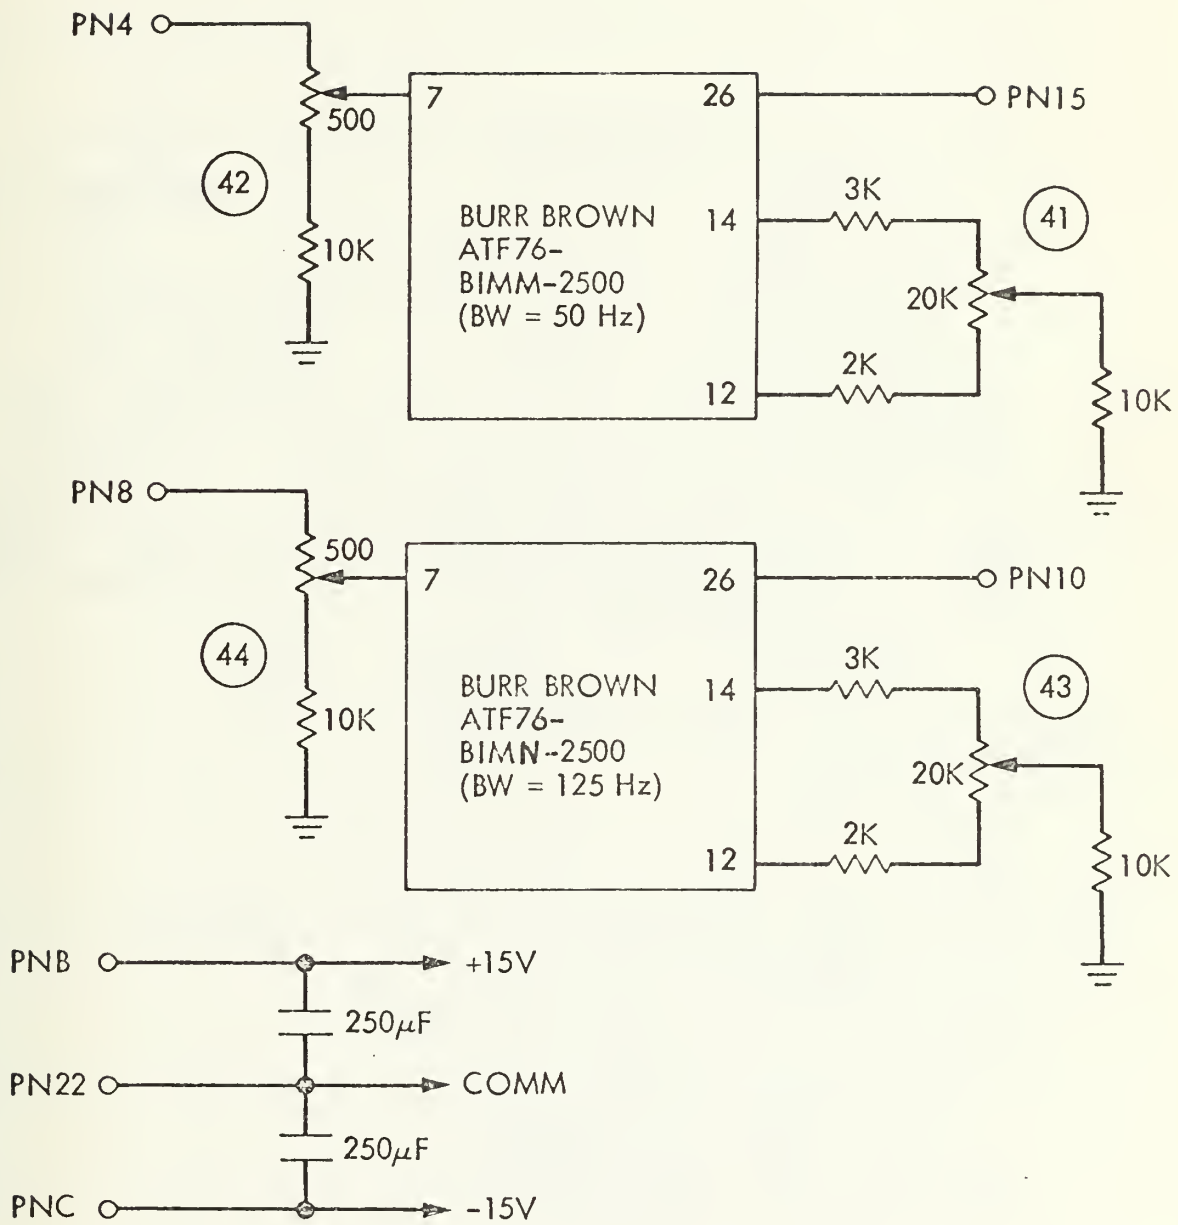 PN4
7
26
PN15
500
42
3K
41
BURR BROWN
ATF76-
BIMM-2500
(BW = 50 Hz)
14
10K
20K
2K
12
10K
PN8
500
7
26
PN10
44
3K
43
BURR BROWN
ATF76-
BIMN-2500
(BW = 125 Hz)
14
10K
20K
2K
12
10K
PNB
+15V
250μF
PN22
COMM
250μF
PNC
-15V